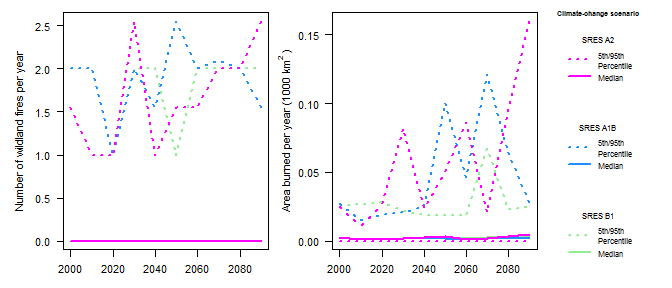 Number of wildland fires per year
2.5
2.0
1.5
1.0
0.5
0.0
2000 2020 2040 2060 2080
Area burned per year (1000 km²)
0.15
0.10
0.05
0.00
2000 2020 2040 2060 2080
Climate-change scenario
SRES A2
5th/95th
Percentile
Median
SRES A1B
5th/95th
Percentile
Median
SRES B1
5th/95th
Percentile
Median